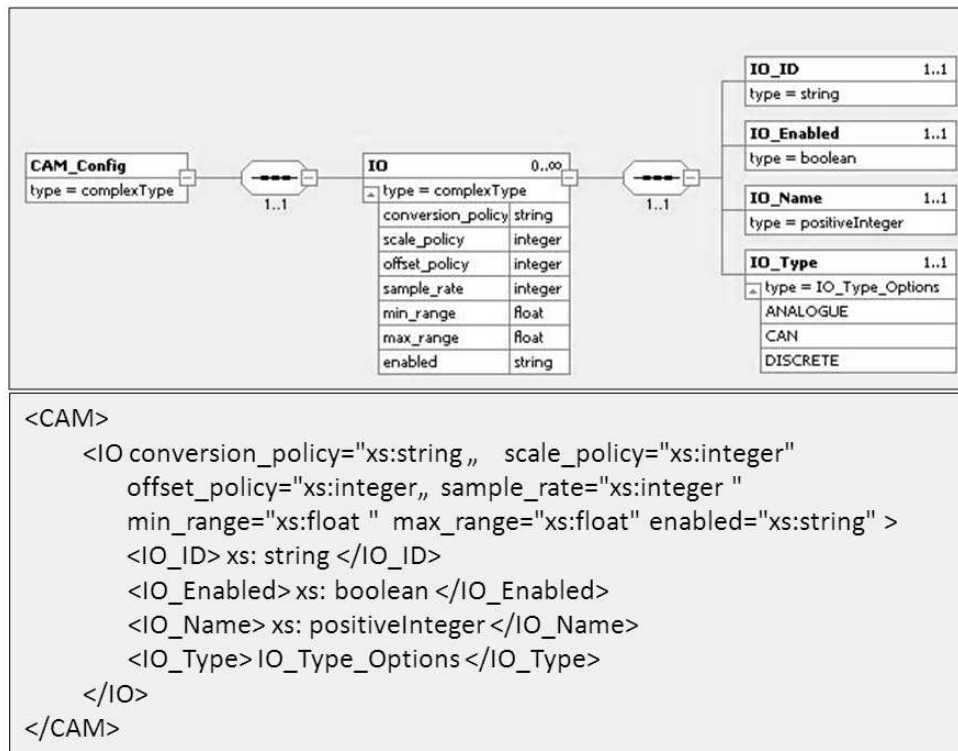 CAM_Config
type = complexType
1..1
IO 0..∞
type = complexType
conversion_policy string
scale_policy integer
offset_policy integer
sample_rate integer
min_range float
max_range float
enabled string
1..1
IO_ID 1..1
type = string
IO_Enabled 1..1
type = boolean
IO_Name 1..1
type = positiveInteger
IO_Type 1..1
type = IO_Type_Options
ANALOGUE
CAN
DISCRETE
<CAM>
<IO conversion_policy="xs:string „ scale_policy="xs:integer"
offset_policy="xs:integer„ sample_rate="xs:integer "
min_range="xs:float " max_range="xs:float" enabled="xs:string" >
<IO_ID> xs: string </IO_ID>
<IO_Enabled> xs: boolean </IO_Enabled>
<IO_Name> xs: positiveInteger </IO_Name>
<IO_Type> IO_Type_Options </IO_Type>
</IO>
</CAM>